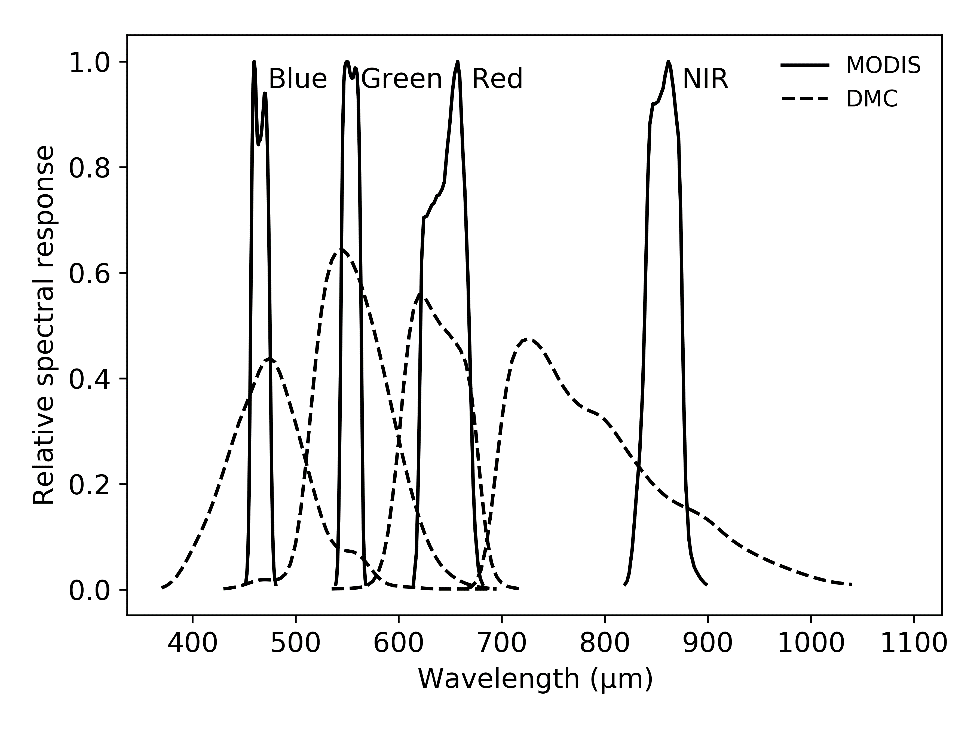 1.0
0.8
0.6
0.4
0.2
0.0
Relative spectral response
Blue Green Red NIR
MODIS
DMC
400 500 600 700 800 900 1000 1100
Wavelength (μm)